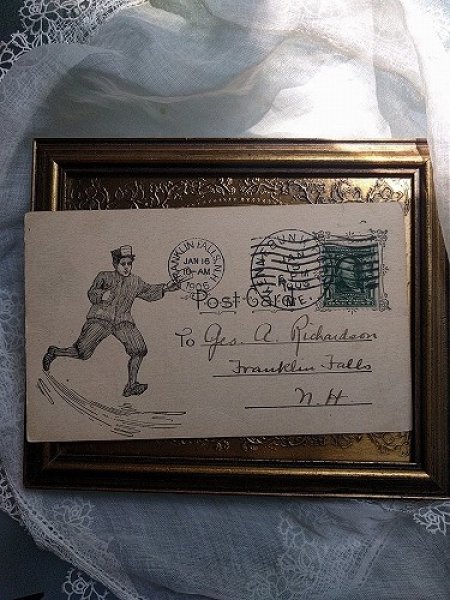 FRANKLIN FALLS, N.H.
JAN 16
10-AM
1906
Post Card
To Geo. A. Richardson
Franklin Falls
N.H.